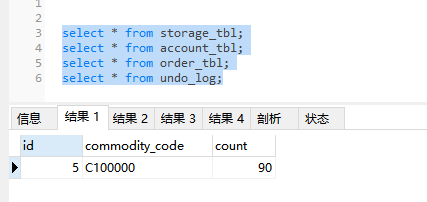 2
3 select * from storage_tbl;
4 select * from account_tbl;
5 select * from order_tbl;
6 select * from undo_log;
信息 结果 1 结果 2 结果 3 结果 4 剖析 状态
id commodity_code count
5 C100000 90